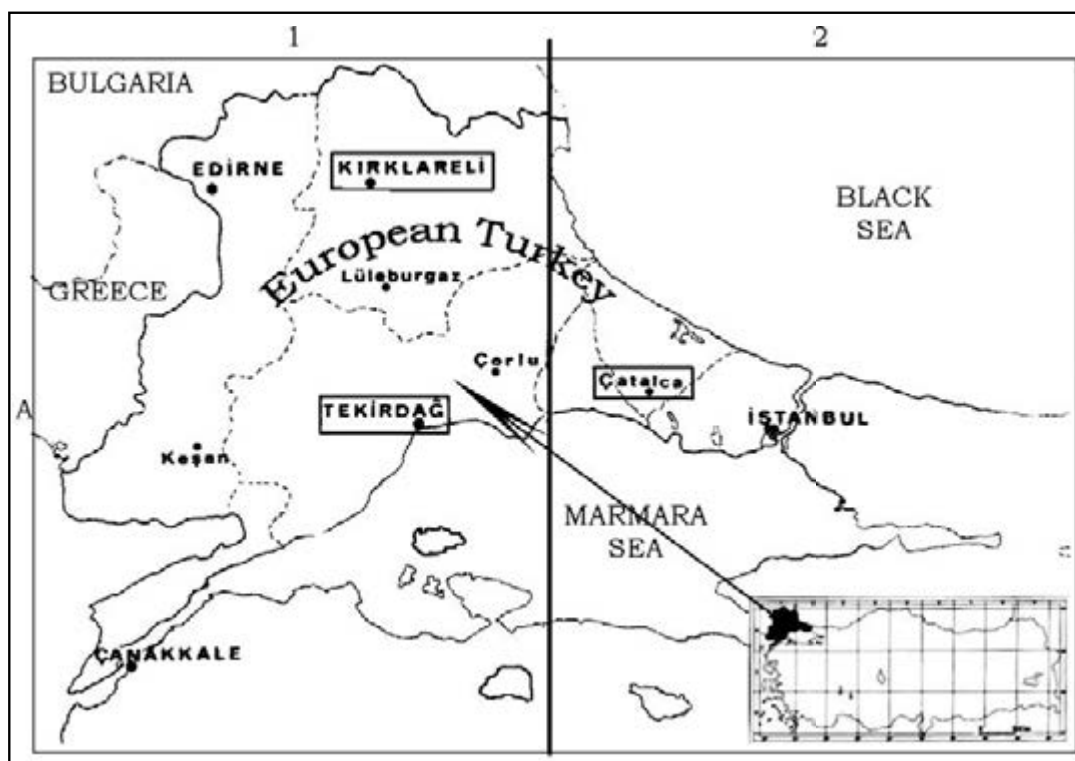 1
2
BULGARIA
EDİRNE
KIRKLARELİ
BLACK
SEA
European Turkey
Lüleburgaz
GREECE
Çorlu
Çatalca
A
TEKİRDAĞ
İSTANBUL
Keşan
MARMARA
SEA
ÇANAKKALE